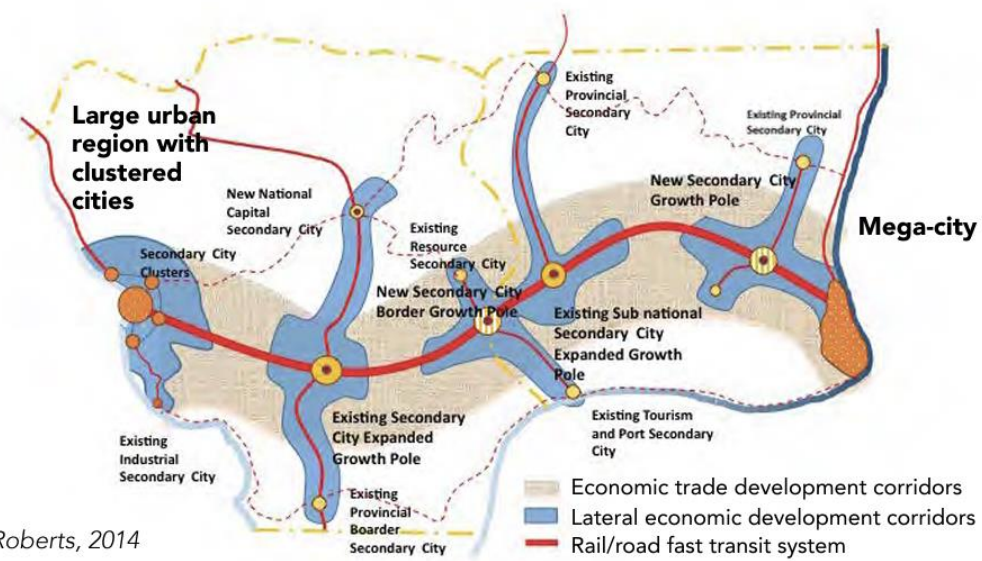 Large urban
region with
clustered
cities
Existing
Provincial
Secondary
City
Existing Provincial
Secondary City
New National
Capital
Secondary City
New Secondary City
Growth Pole
Mega-city
Existing
Resource
Secondary City
Secondary City
Clusters
New Secondary City
Border Growth Pole
Existing Sub national
Secondary City
Expanded Growth
Pole
Existing Secondary
City Expanded
Growth Pole
Existing Tourism
and Port Secondary
City
Existing
Industrial
Secondary City
Existing
Provincial
Boarder
Secondary City
Economic trade development corridors
Lateral economic development corridors
Rail/road fast transit system
Roberts, 2014